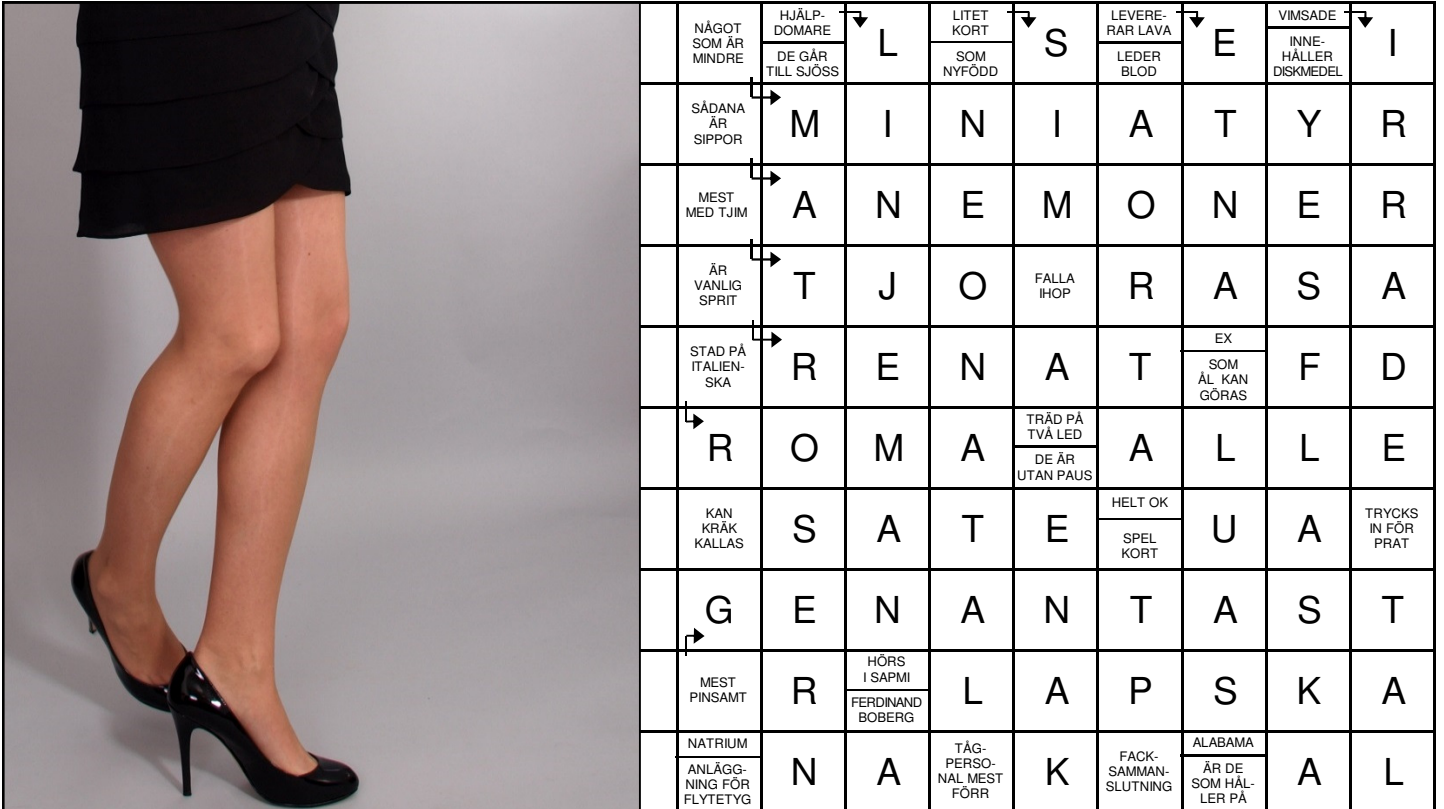 NÅGOT
SOM ÄR
MINDRE
HJÄLP-
DOMARE
DE GÅR
TILL SJÖSS
L
LITET
KORT
SOM
NYFÖDD
S
LEVERE-
RAR LAVA
LEDER
BLOD
E
VIMSADE
INNE-
HÅLLER
DISKMEDEL
I
SÅDANA
ÄR
SIPPOR
M I N I A T Y R
MEST
MED TJIM
A N E M O N E R
ÄR
VANLIG
SPRIT
T J O
FALLA
IHOP
R A S A
STAD PÅ
ITALIEN-
SKA
R E N A T
EX
SOM
ÅL KAN
GÖRAS
F D
R O M A
TRÄD PÅ
TVÅ LED
DE ÄR
UTAN PAUS
A L L E
KAN
KRÄK
KALLAS
S A T E
HELT OK
SPEL
KORT
U A
TRYCKS
IN FÖR
PRAT
G E N A N T A S T
MEST
PINSAMT
R
HÖRS
I SAPMI
FERDINAND
BOBERG
L A P S K A
NATRIUM
ANLÄGG-
NING FÖR
FLYTETYG
N A
TÅG-
PERSO-
NAL MEST
FÖRR
K
FACK-
SAMMAN-
SLUTNING
ALABAMA
ÄR DE
SOM HÅL-
LER PÅ
A L